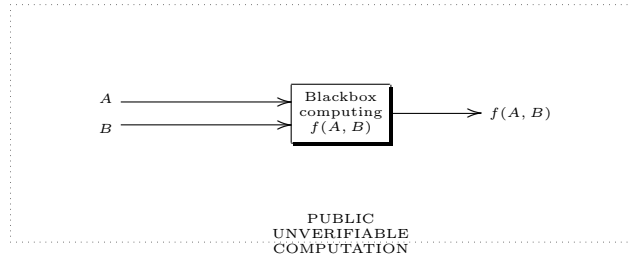 A
B
Blackbox
computing
f(A, B)
f(A, B)
PUBLIC
UNVERIFIABLE
COMPUTATION